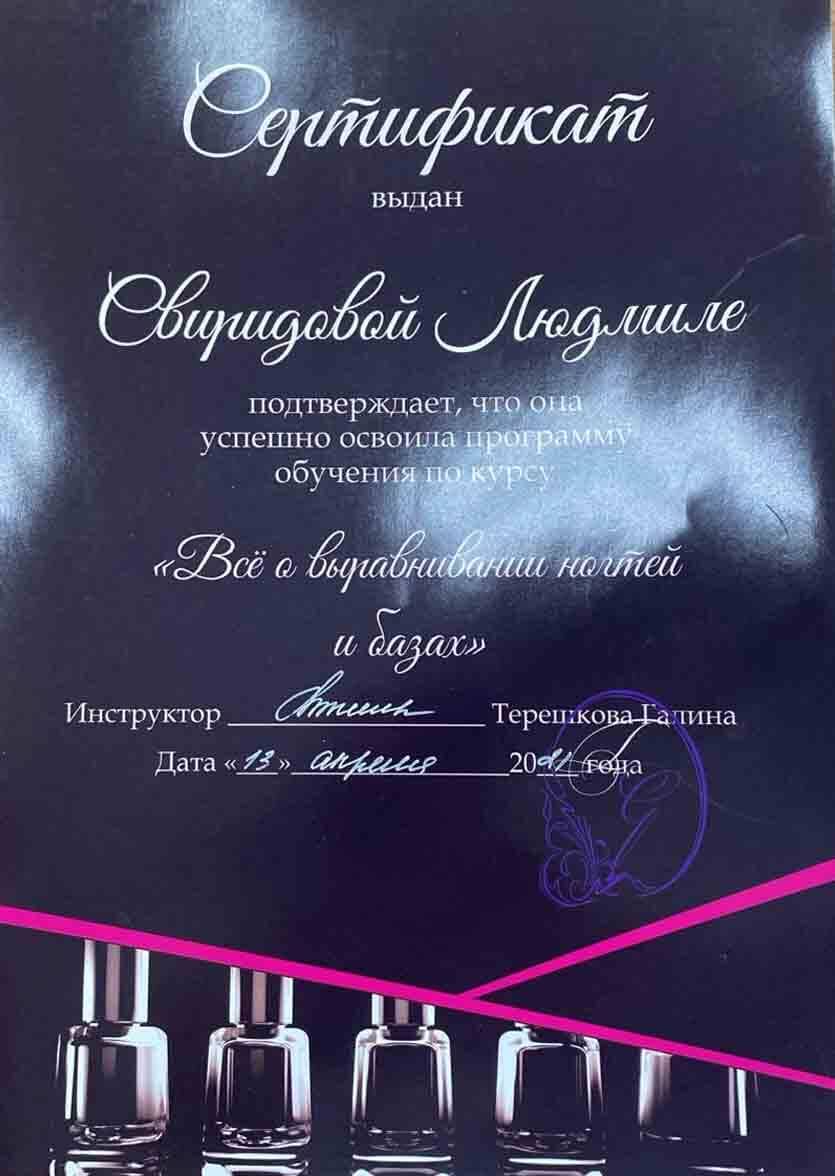 Сертификат
выдан
Свиридовой Людмиле
подтверждает, что она
успешно освоила программу
обучения по курсу
«Всё о выравнивании ногтей
и базах»
Инструктор Терешкова Галина
Дата «13» апреля 2021 года